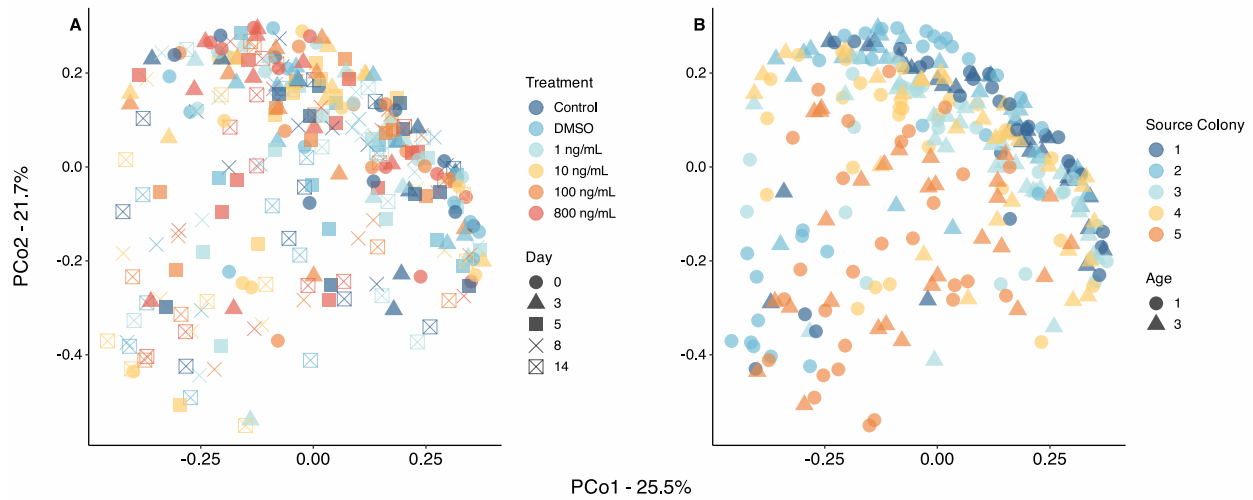 A
B
PCo2 - 21.7%
0.2
0.0
-0.2
-0.4
-0.25
0.00
0.25
Treatment
Control
DMSO
1 ng/mL
10 ng/mL
100 ng/mL
800 ng/mL
Day
0
3
5
8
14
0.2
0.0
-0.2
-0.4
-0.25
0.00
0.25
Source Colony
1
2
3
4
5
Age
1
3
PCo1 - 25.5%